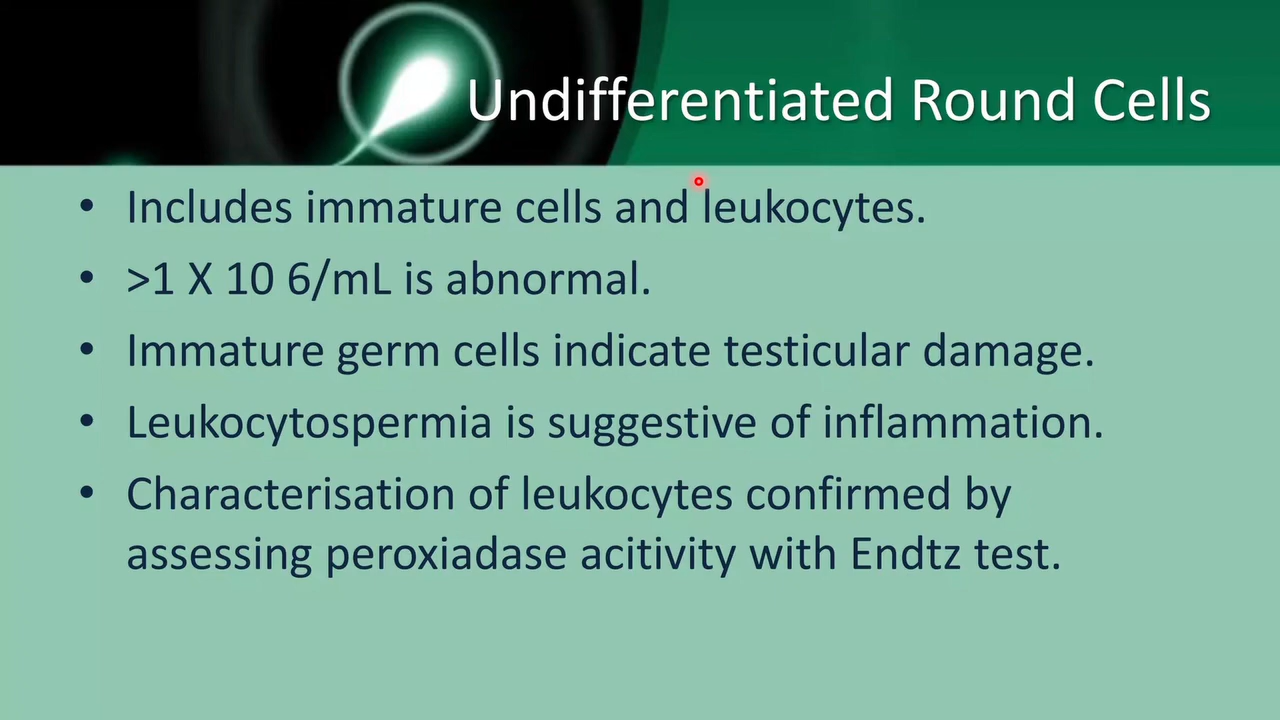 Undifferentiated Round Cells
• Includes immature cells and leukocytes.
• >1 X 10 6/mL is abnormal.
• Immature germ cells indicate testicular damage.
• Leukocytospermia is suggestive of inflammation.
• Characterisation of leukocytes confirmed by
assessing peroxiadase acitivity with Endtz test.